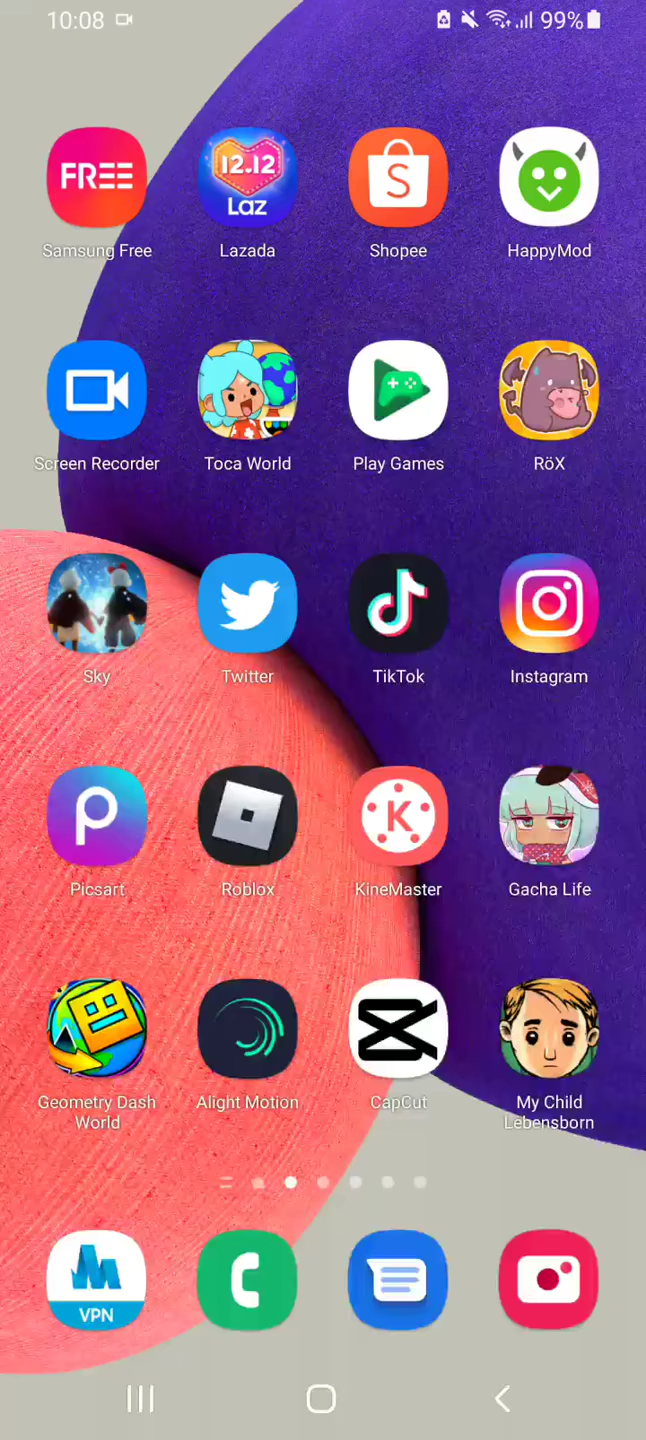 10:08
99%
FREE
12.12
Laz
S
Samsung Free
Lazada
Shopee
HappyMod
Screen Recorder
Toca World
Play Games
RöX
Sky
Twitter
TikTok
Instagram
K
Picsart
Roblox
KineMaster
Gacha Life
Geometry Dash
World
Alight Motion
CapCut
My Child
Lebensborn
VPN